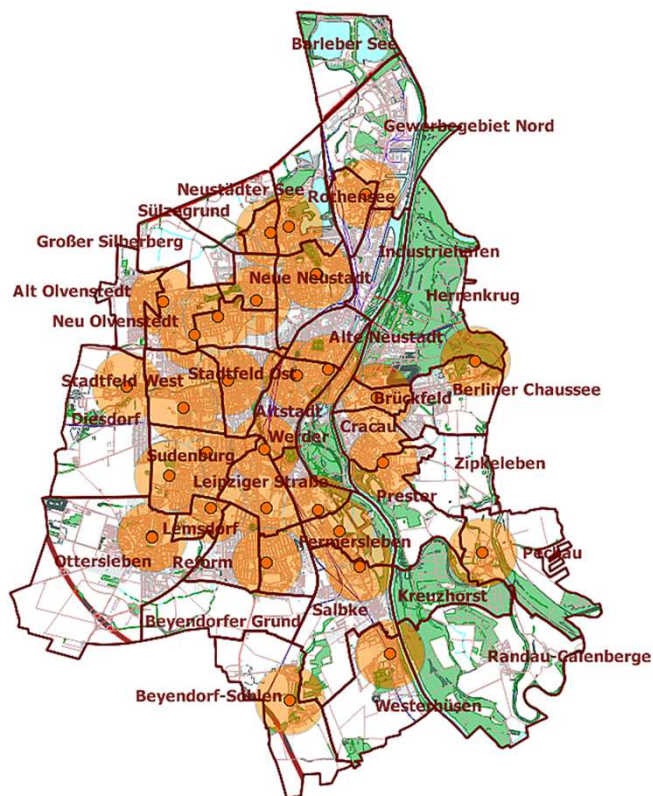 Barleber See
Gewerbegebiet Nord
Neustädter See
Rothensee
Sülzegrund
Großer Silberberg
Industriehafen
Neue Neustadt
Alt Olvenstedt
Herrenkrug
Neu Olvenstedt
Alte Neustadt
Stadtfeld West
Stadtfeld Ost
Berliner Chaussee
Brückfeld
Diesdorf
Altstadt
Cracau
Werder
Sudenburg
Zipkeleben
Leipziger Straße
Prester
Lemsdorf
Fermersleben
Ottersleben
Reform
Pechau
Kreuzhorst
Salbke
Beyendorfer Grund
Randau-Calenberge
Beyendorf-Sohlen
Westerhüsen